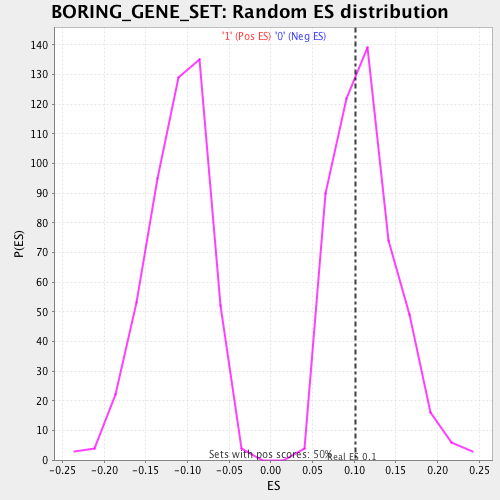 BORING_GENE_SET: Random ES distribution
'1' (Pos ES) '0' (Neg ES)
140
130
120
110
100
90
80
70
60
50
40
30
20
10
0
P(ES)
Sets with pos scores: 50%
Real ES 0.1
-0.25 -0.20 -0.15 -0.10 -0.05 0.00 0.05 0.10 0.15 0.20 0.25
ES